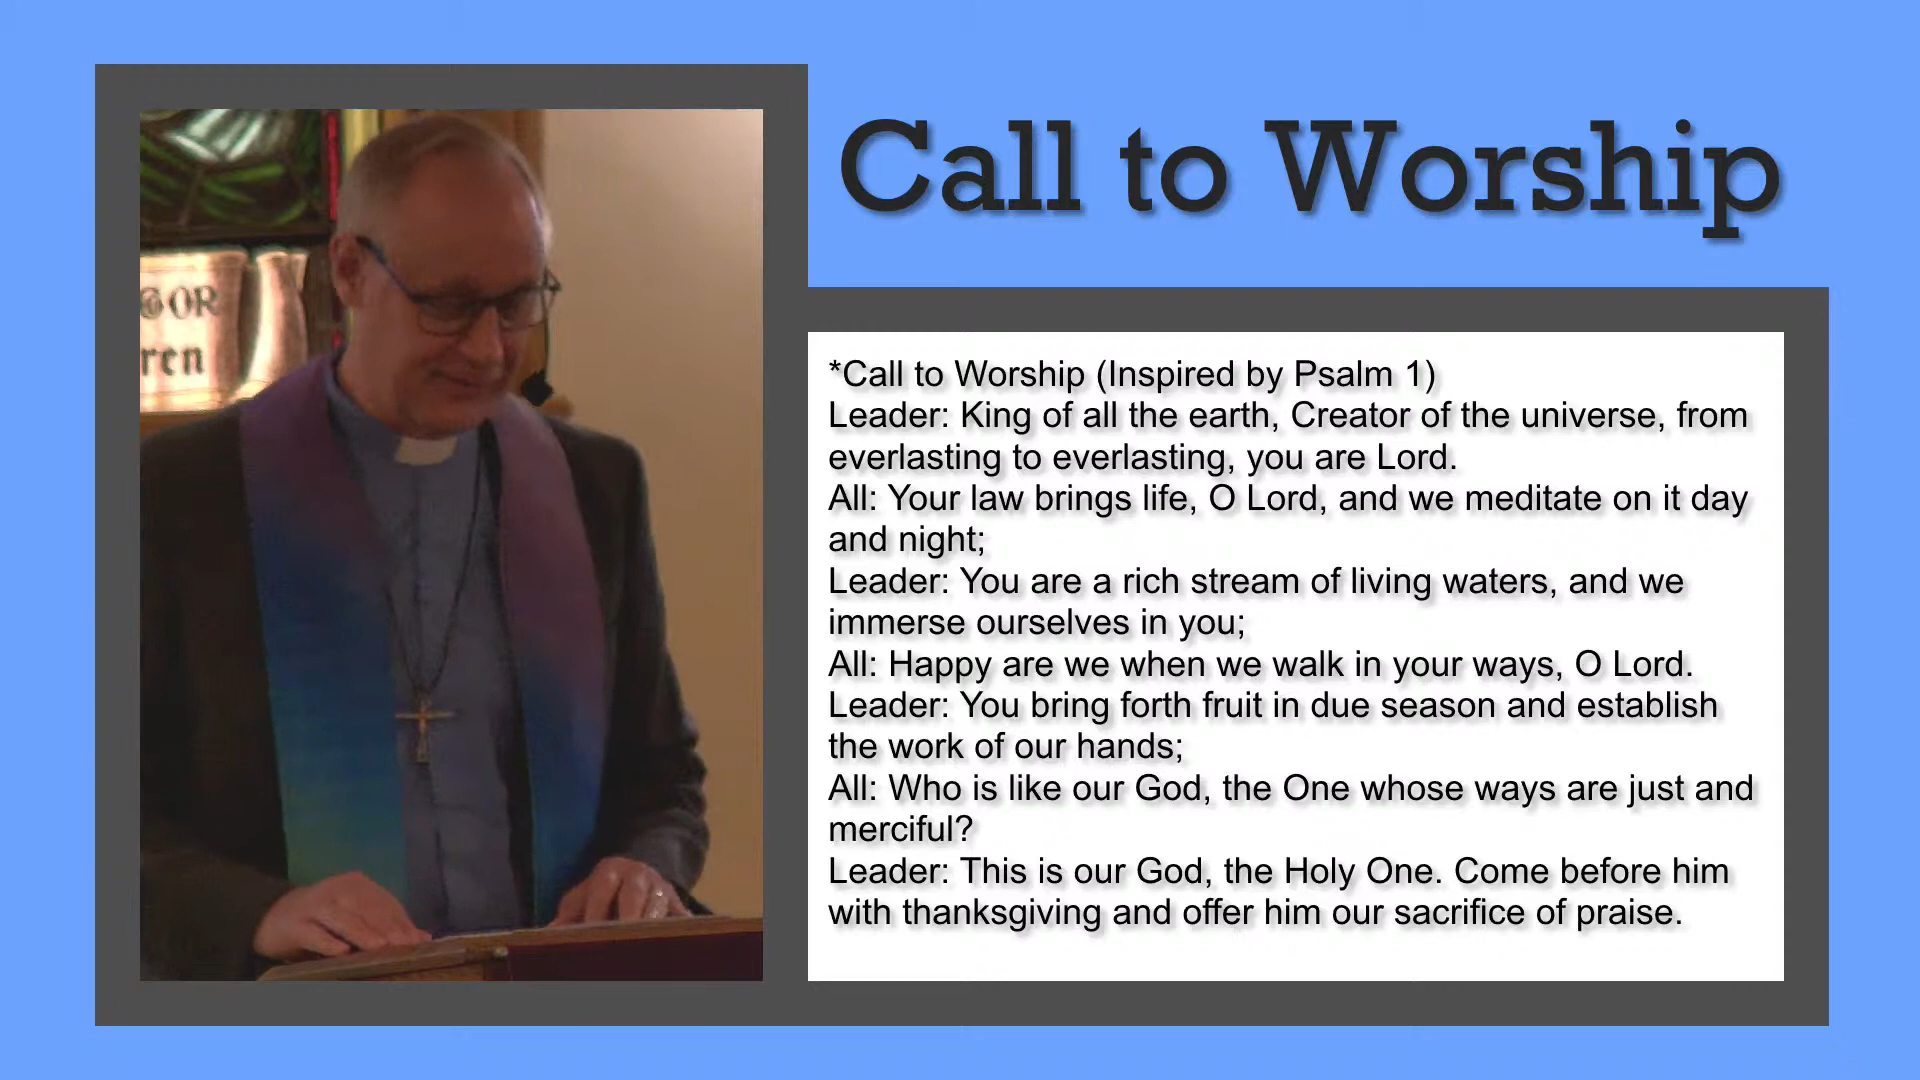 Call to Worship
*Call to Worship (Inspired by Psalm 1)
Leader: King of all the earth, Creator of the universe, from
everlasting to everlasting, you are Lord.
All: Your law brings life, O Lord, and we meditate on it day
and night;
Leader: You are a rich stream of living waters, and we
immerse ourselves in you;
All: Happy are we when we walk in your ways, O Lord.
Leader: You bring forth fruit in due season and establish
the work of our hands;
All: Who is like our God, the One whose ways are just and
merciful?
Leader: This is our God, the Holy One. Come before him
with thanksgiving and offer him our sacrifice of praise.
OR
ren